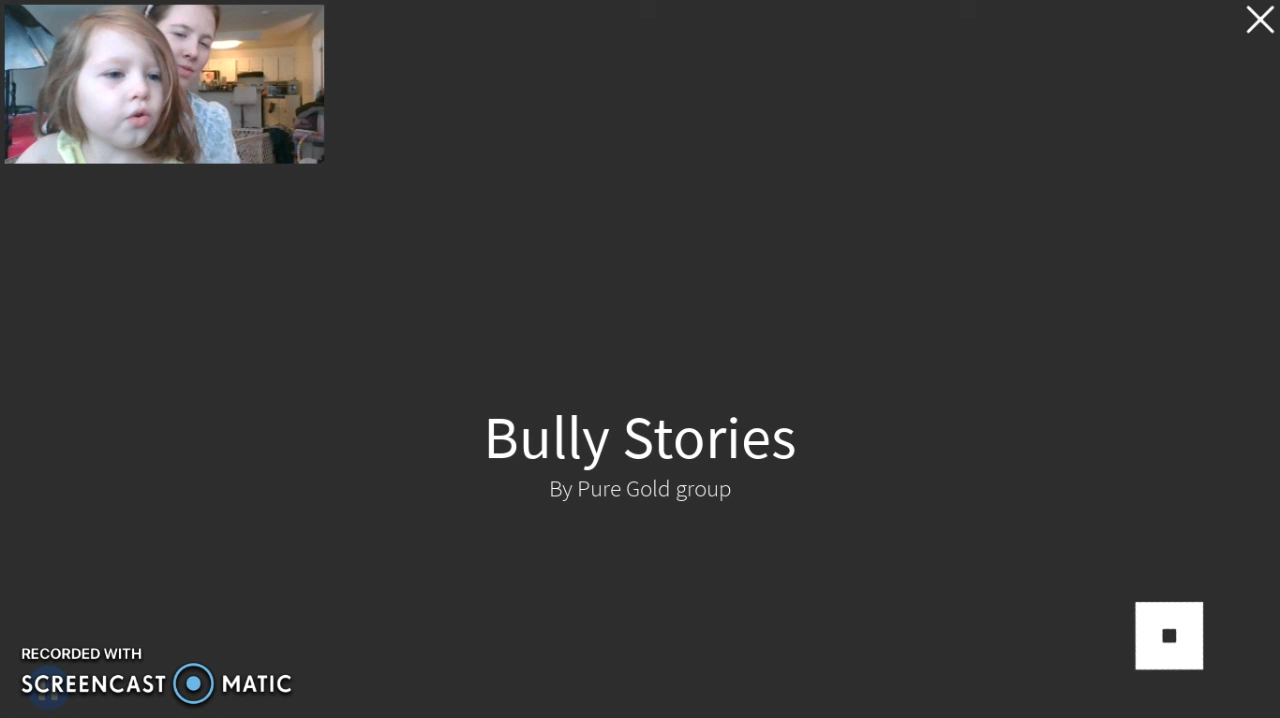 Bully Stories
By Pure Gold group
RECORDED WITH
SCREENCAST MATIC